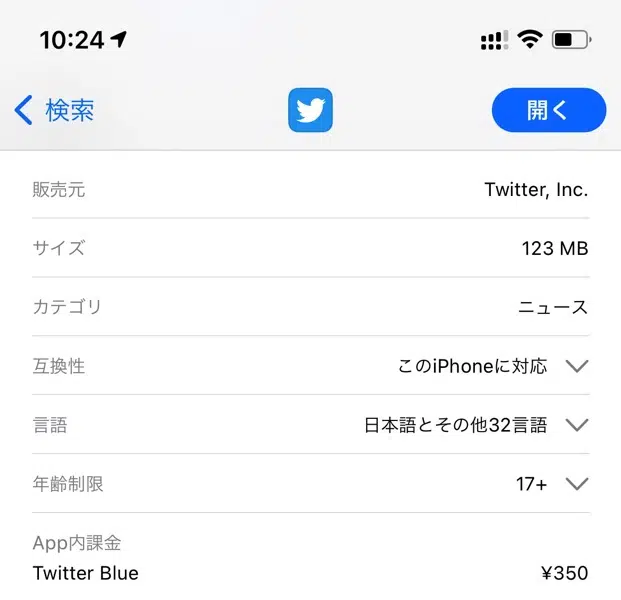 10:24
検索
開く
販売元 Twitter, Inc.
サイズ 123 MB
カテゴリ ニュース
互換性 このiPhoneに対応
言語 日本語とその他32言語
年齢制限 17+
App内課金
Twitter Blue ¥350